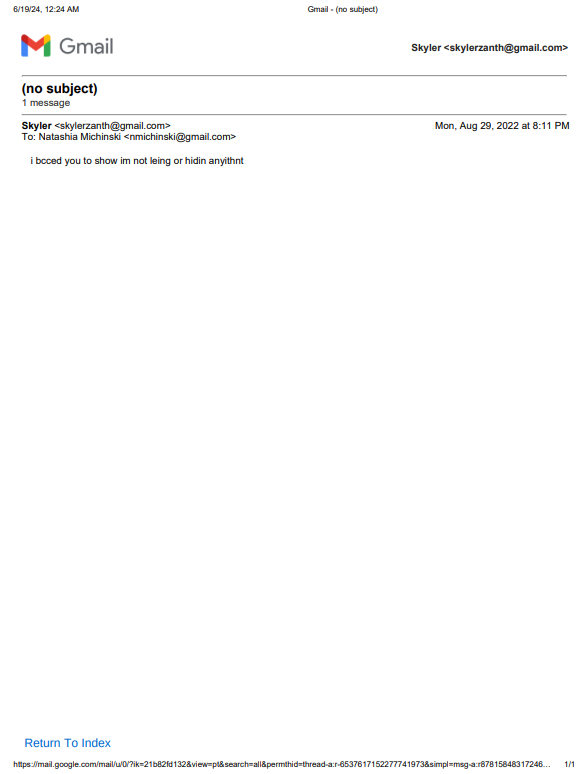 6/19/24, 12:24 AM Gmail - (no subject)
Gmail Skyler <skylerzanth@gmail.com>
(no subject)
1 message
Skyler <skylerzanth@gmail.com> Mon, Aug 29, 2022 at 8:11 PM
To: Natashia Michinski <nmichinski@gmail.com>
i bcced you to show im not leing or hidin anyithnt
Return To Index
https://mail.google.com/mail/u/0/?ik=21b82fd132&view=pt&search=all&permthid=thread-a:r-6537617152277741973&simpl=msg-a:r87815848317246... 1/1